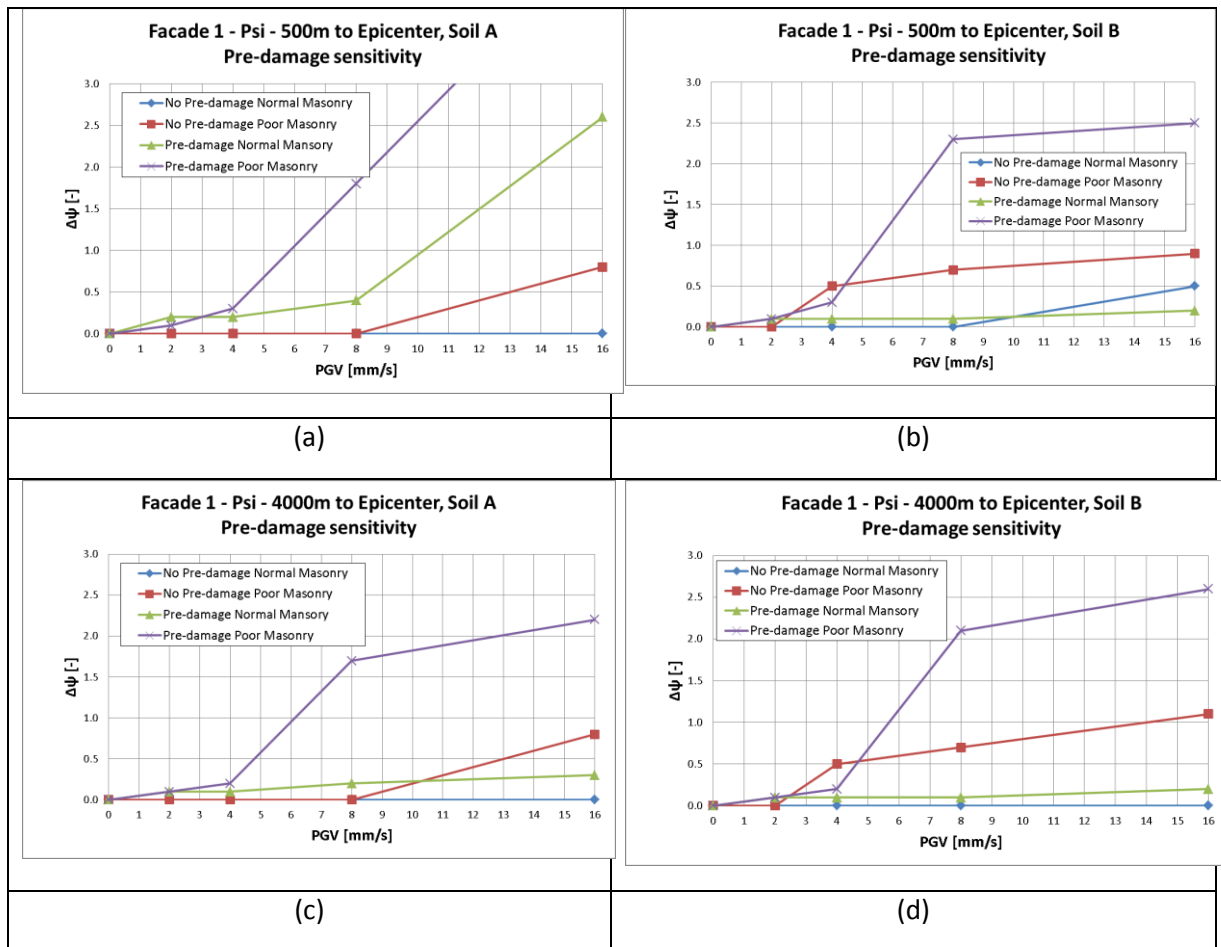 Facade 1 - Psi - 500m to Epicenter, Soil A
Pre-damage sensitivity
3.0
2.5
2.0
1.5
1.0
0.5
0.0
Δψ [-]
No Pre-damage Normal Masonry
No Pre-damage Poor Masonry
Pre-damage Normal Mansory
Pre-damage Poor Masonry
0 1 2 3 4 5 6 7 8 9 10 11 12 13 14 15 16
PGV [mm/s]
(a)
Facade 1 - Psi - 500m to Epicenter, Soil B
Pre-damage sensitivity
3.0
2.5
2.0
1.5
1.0
0.5
0.0
Δψ [-]
No Pre-damage Normal Masonry
No Pre-damage Poor Masonry
Pre-damage Normal Mansory
Pre-damage Poor Masonry
0 1 2 3 4 5 6 7 8 9 10 11 12 13 14 15 16
PGV [mm/s]
(b)
Facade 1 - Psi - 4000m to Epicenter, Soil A
Pre-damage sensitivity
3.0
2.5
2.0
1.5
1.0
0.5
0.0
Δψ [-]
No Pre-damage Normal Masonry
No Pre-damage Poor Masonry
Pre-damage Normal Mansory
Pre-damage Poor Masonry
0 1 2 3 4 5 6 7 8 9 10 11 12 13 14 15 16
PGV [mm/s]
(c)
Facade 1 - Psi - 4000m to Epicenter, Soil B
Pre-damage sensitivity
3.0
2.5
2.0
1.5
1.0
0.5
0.0
Δψ [-]
No Pre-damage Normal Masonry
No Pre-damage Poor Masonry
Pre-damage Normal Mansory
Pre-damage Poor Masonry
0 1 2 3 4 5 6 7 8 9 10 11 12 13 14 15 16
PGV [mm/s]
(d)